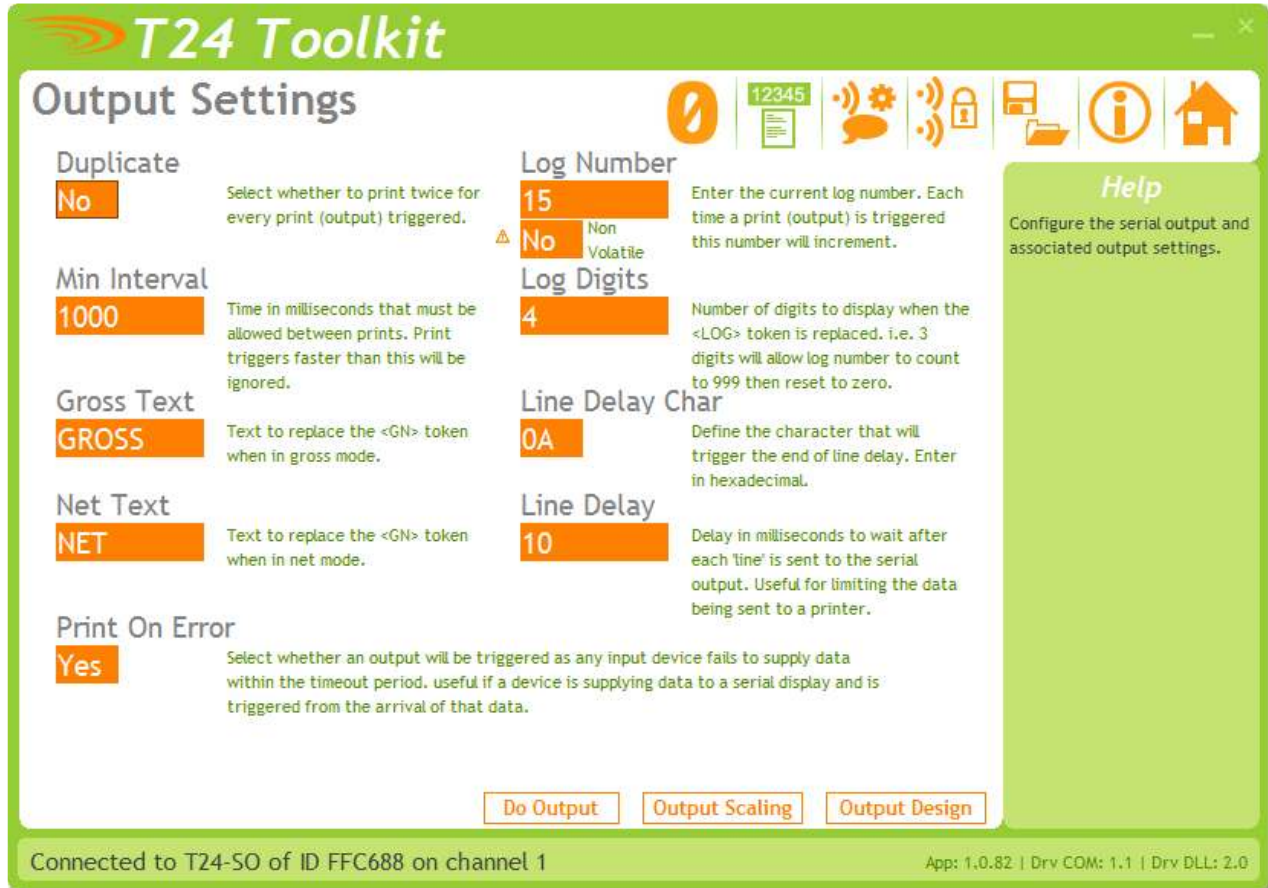 T24 Toolkit
Output Settings
0
12345
Duplicate
No
Select whether to print twice for
every print (output) triggered.
Log Number
15
No
Non
Volatile
Enter the current log number. Each
time a print (output) is triggered
this number will increment.
Min Interval
1000
Time in milliseconds that must be
allowed between prints. Print
triggers faster than this will be
ignored.
Log Digits
4
Number of digits to display when the
<LOG> token is replaced. i.e. 3
digits will allow log number to count
to 999 then reset to zero.
Gross Text
GROSS
Text to replace the <GN> token
when in gross mode.
Line Delay Char
0A
Define the character that will
trigger the end of line delay. Enter
in hexadecimal.
Net Text
NET
Text to replace the <GN> token
when in net mode.
Line Delay
10
Delay in milliseconds to wait after
each 'line' is sent to the serial
output. Useful for limiting the data
being sent to a printer.
Print On Error
Yes
Select whether an output will be triggered as any input device fails to supply data
within the timeout period. useful if a device is supplying data to a serial display and is
triggered from the arrival of that data.
Do Output
Output Scaling
Output Design
Help
Configure the serial output and
associated output settings.
Connected to T24-SO of ID FFC688 on channel 1
App: 1.0.82 | Drv COM: 1.1 | Drv DLL: 2.0